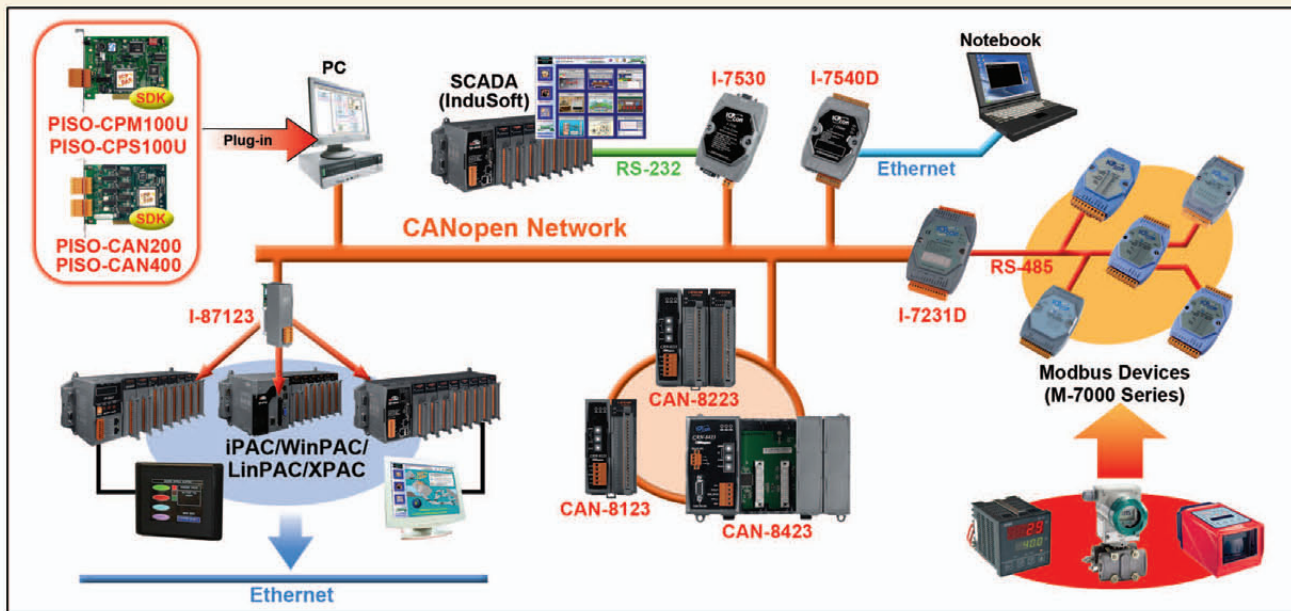 SDK
PISO-CPM100U
PISO-CPS100U
SDK
PISO-CAN200
PISO-CAN400
Plug-in
PC
SCADA
(InduSoft)
RS-232
I-7530
I-7540D
Ethernet
Notebook
CANopen Network
I-7231D
RS-485
Modbus Devices
(M-7000 Series)
I-87123
iPAC/WinPAC/
LinPAC/XPAC
Ethernet
CAN-8223
CAN-8123
CAN-8423